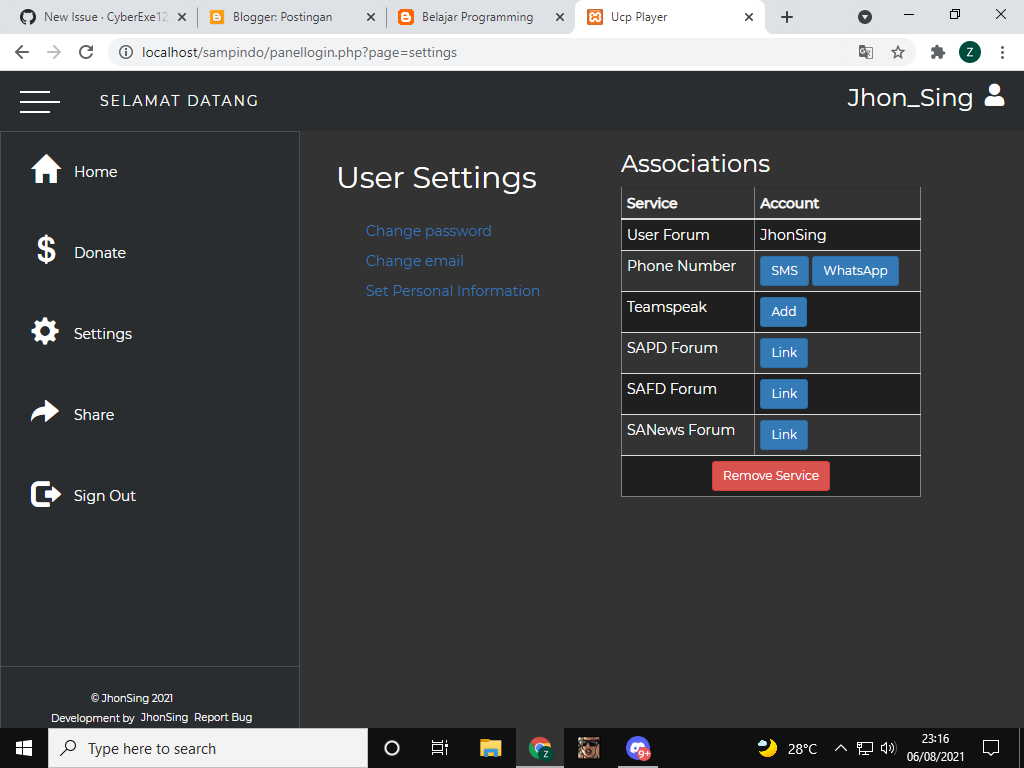 New Issue · CyberExe12
Blogger: Postingan
Belajar Programming
Ucp Player
localhost/sampindo/panellogin.php?page=settings
Z
SELAMAT DATANG
Jhon_Sing
Home
Donate
Settings
Share
Sign Out
© JhonSing 2021
Development by JhonSing Report Bug
User Settings
Change password
Change email
Set Personal Information
Associations
Service Account
User Forum JhonSing
Phone Number SMS WhatsApp
Teamspeak Add
SAPD Forum Link
SAFD Forum Link
SANews Forum Link
Remove Service
Type here to search
Z
9+
28°C
23:16
06/08/2021